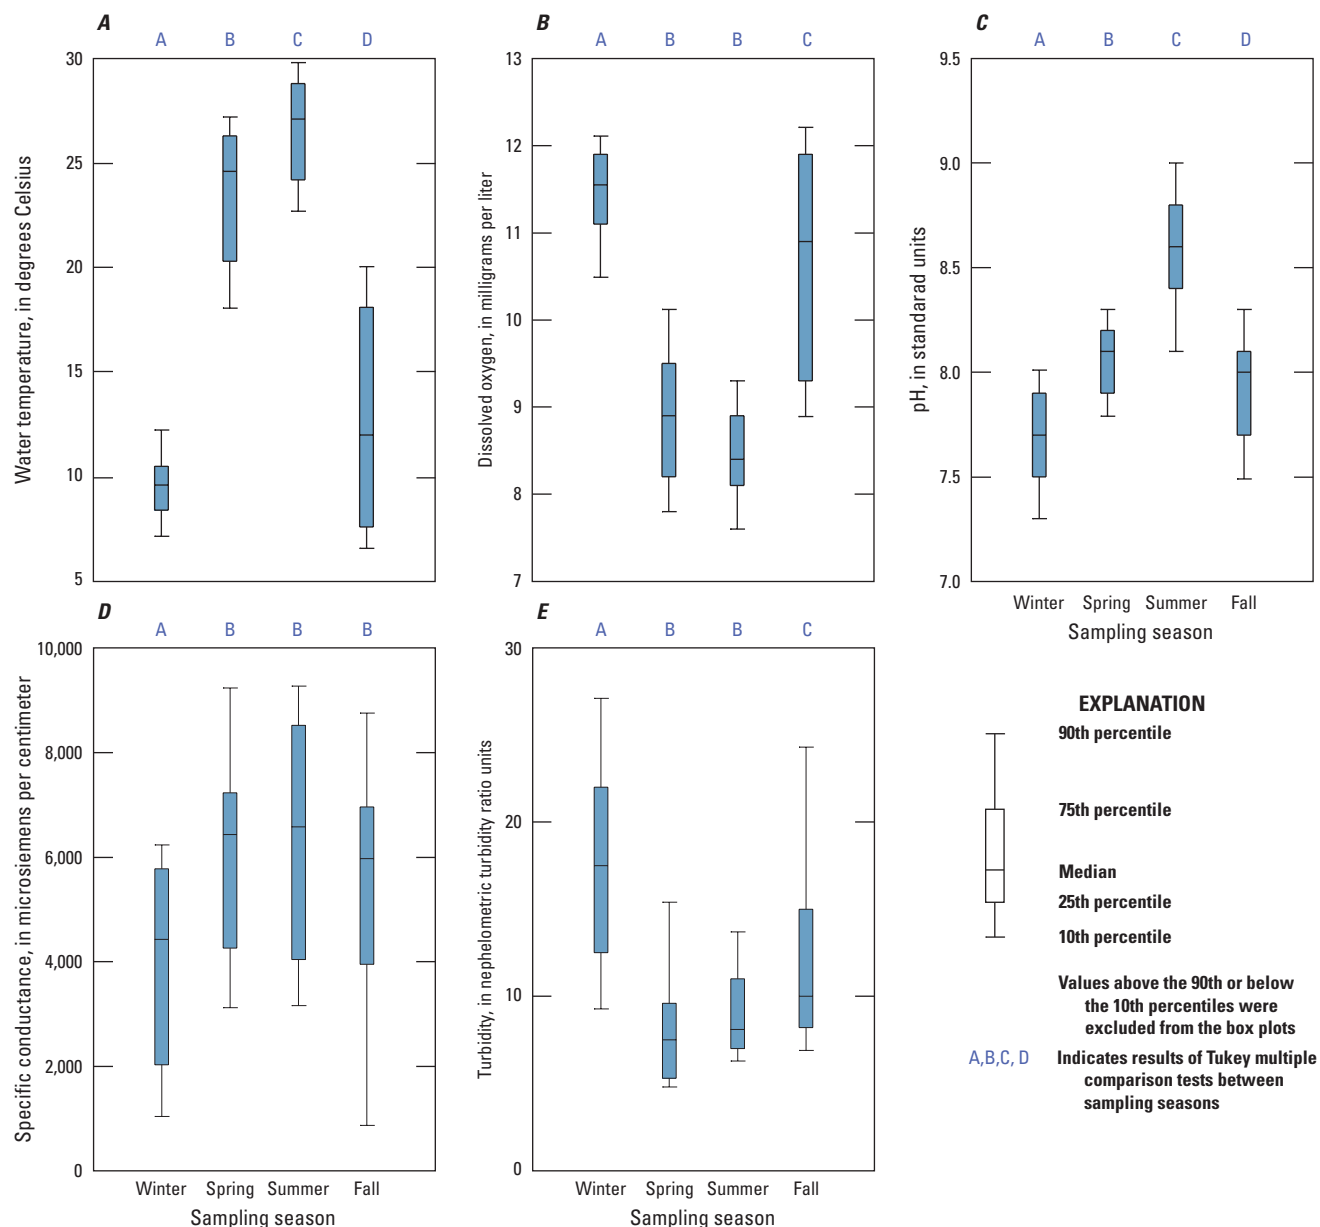 A
A B C D
30
25
20
15
10
5
Water temperature, in degrees Celsius
B
A B B C
13
12
11
10
9
8
7
Dissolved oxygen, in milligrams per liter
C
A B C D
9.5
9.0
8.5
8.0
7.5
7.0
pH, in standarad units
Winter Spring Summer Fall
Sampling season
D
A B B B
10,000
8,000
6,000
4,000
2,000
0
Specific conductance, in microsiemens per centimeter
Winter Spring Summer Fall
Sampling season
E
A B B C
30
20
10
0
Turbidity, in nephelometric turbidity ratio units
Winter Spring Summer Fall
Sampling season
EXPLANATION
90th percentile
75th percentile
Median
25th percentile
10th percentile
Values above the 90th or below
the 10th percentiles were
excluded from the box plots
A,B,C, D Indicates results of Tukey multiple
comparison tests between
sampling seasons